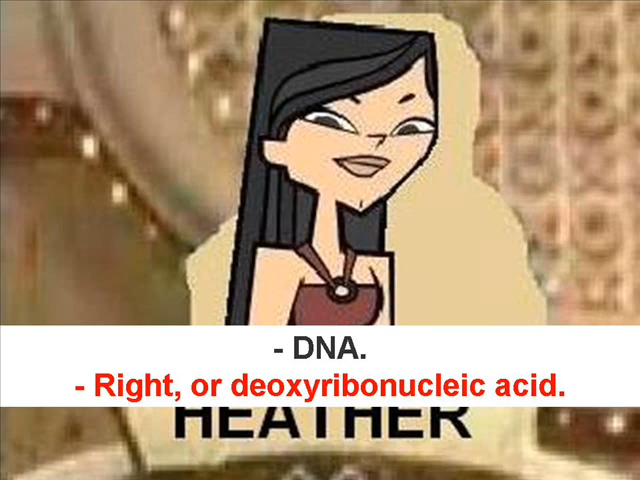 - DNA.
- Right, or deoxyribonucleic acid.
HEATHER